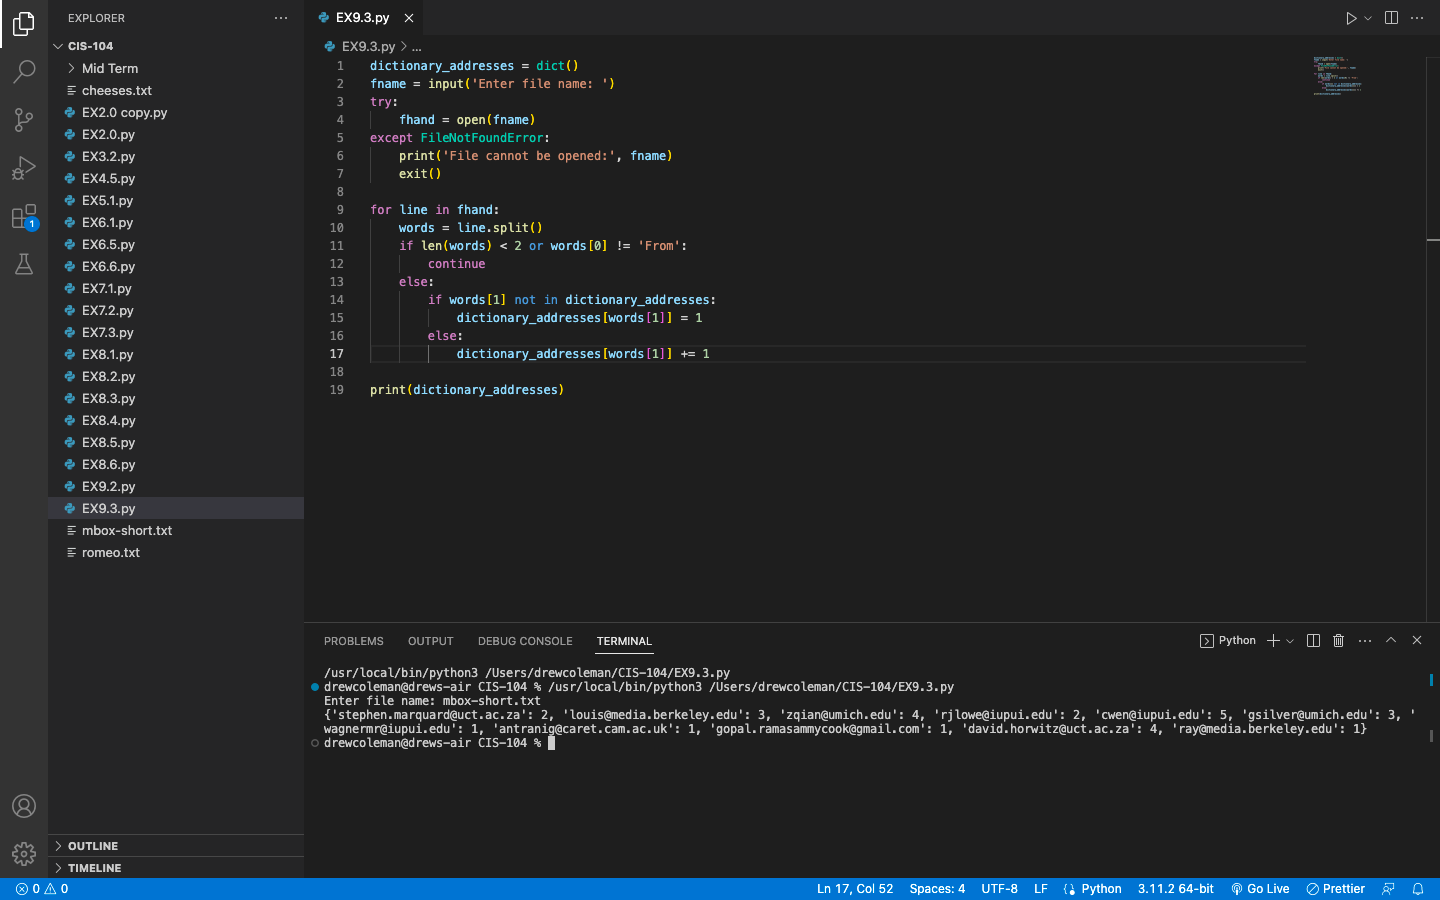 EXPLORER
CIS-104
Mid Term
cheeses.txt
EX2.0 copy.py
EX2.0.py
EX3.2.py
EX4.5.py
EX5.1.py
EX6.1.py
EX6.5.py
EX6.6.py
EX7.1.py
EX7.2.py
EX7.3.py
EX8.1.py
EX8.2.py
EX8.3.py
EX8.4.py
EX8.5.py
EX8.6.py
EX9.2.py
EX9.3.py
mbox-short.txt
romeo.txt
OUTLINE
TIMELINE
1
EX9.3.py
EX9.3.py > ...
1 dictionary_addresses = dict()
2 fname = input('Enter file name: ')
3 try:
4     fhand = open(fname)
5 except FileNotFoundError:
6     print('File cannot be opened:', fname)
7     exit()
8
9 for line in fhand:
10     words = line.split()
11     if len(words) < 2 or words[0] != 'From':
12         continue
13     else:
14         if words[1] not in dictionary_addresses:
15             dictionary_addresses[words[1]] = 1
16         else:
17             dictionary_addresses[words[1]] += 1
18
19 print(dictionary_addresses)
PROBLEMS OUTPUT DEBUG CONSOLE TERMINAL Python
/usr/local/bin/python3 /Users/drewcoleman/CIS-104/EX9.3.py
drewcoleman@drews-air CIS-104 % /usr/local/bin/python3 /Users/drewcoleman/CIS-104/EX9.3.py
Enter file name: mbox-short.txt
{'stephen.marquard@uct.ac.za': 2, 'louis@media.berkeley.edu': 3, 'zqian@umich.edu': 4, 'rjlowe@iupui.edu': 2, 'cwen@iupui.edu': 5, 'gsilver@umich.edu': 3, '
wagnermr@iupui.edu': 1, 'antranig@caret.cam.ac.uk': 1, 'gopal.ramasammycook@gmail.com': 1, 'david.horwitz@uct.ac.za': 4, 'ray@media.berkeley.edu': 1}
drewcoleman@drews-air CIS-104 %
0 0 Ln 17, Col 52 Spaces: 4 UTF-8 LF Python 3.11.2 64-bit Go Live Prettier